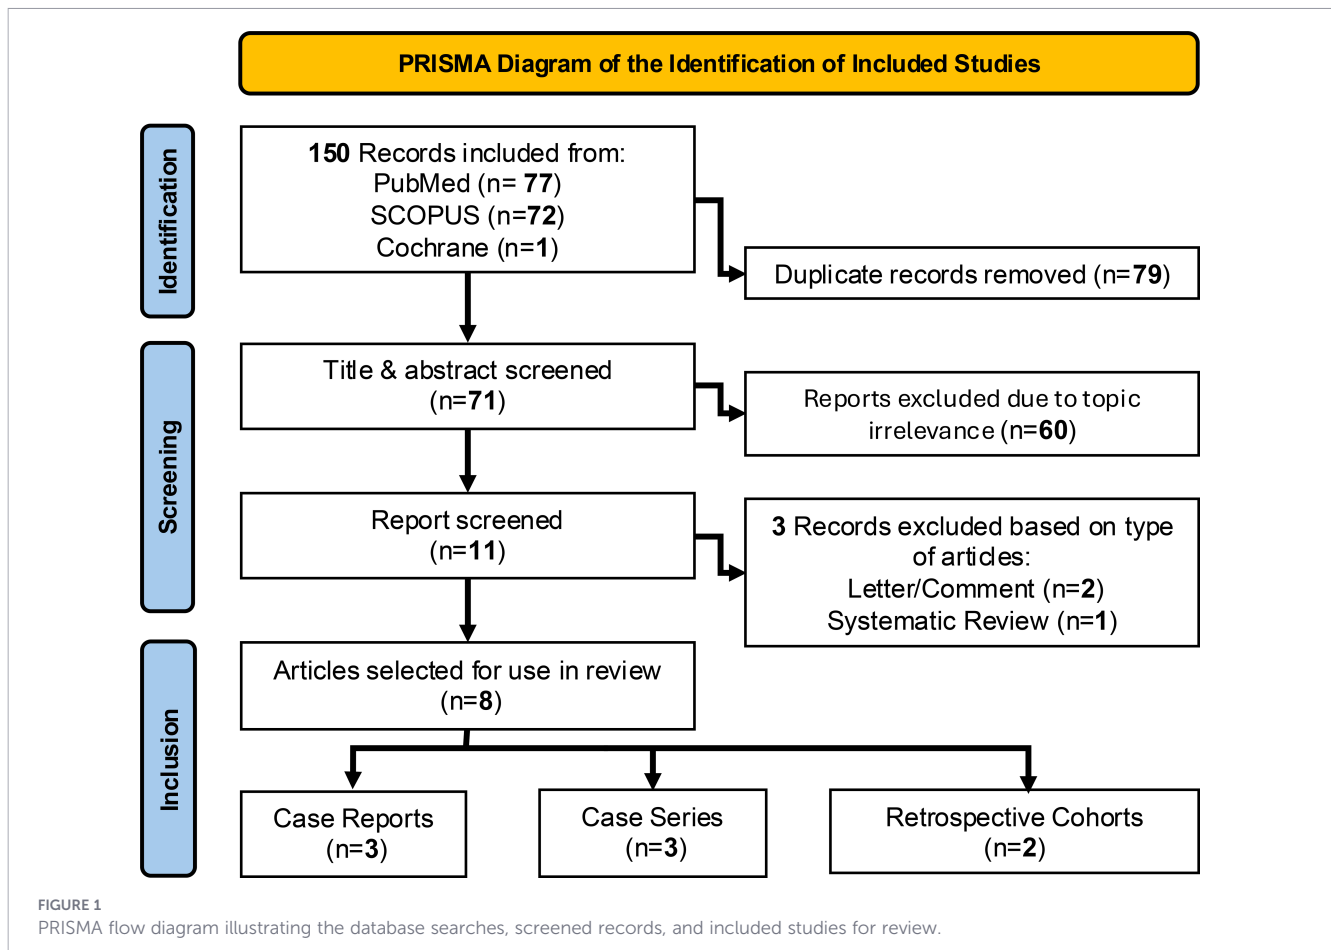 PRISMA Diagram of the Identification of Included Studies
Identification
150 Records included from:
PubMed (n= 77)
SCOPUS (n=72)
Cochrane (n=1)
Duplicate records removed (n=79)
Screening
Title & abstract screened
(n=71)
Reports excluded due to topic
irrelevance (n=60)
Report screened
(n=11)
3 Records excluded based on type
of articles:
Letter/Comment (n=2)
Systematic Review (n=1)
Inclusion
Articles selected for use in review
(n=8)
Case Reports
(n=3)
Case Series
(n=3)
Retrospective Cohorts
(n=2)
FIGURE 1
PRISMA flow diagram illustrating the database searches, screened records, and included studies for review.